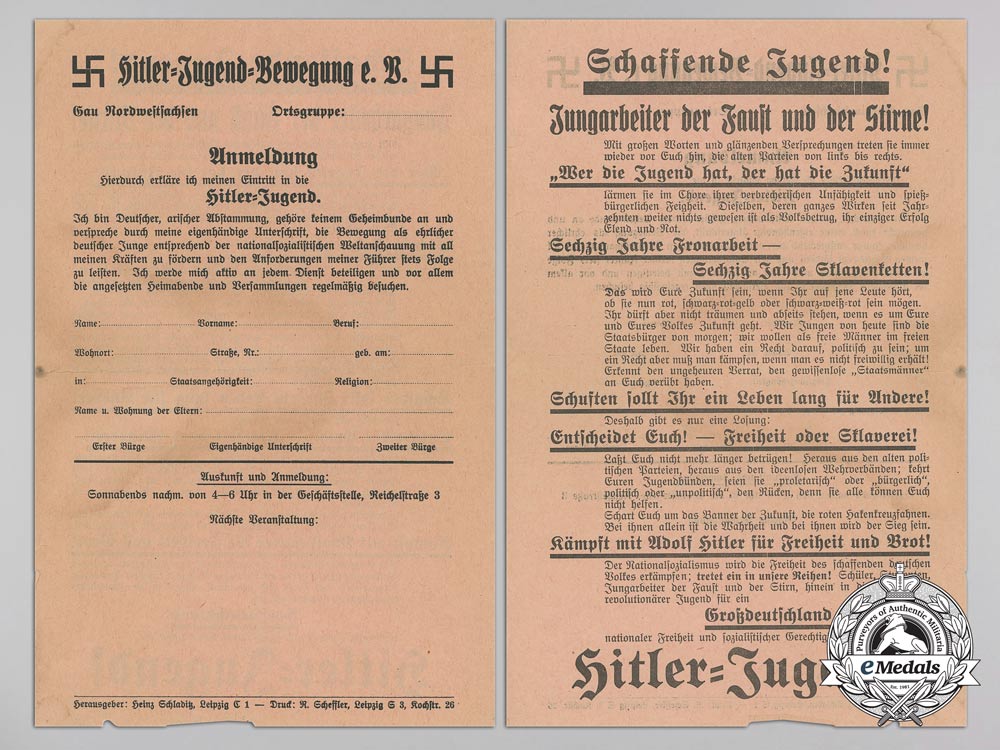 Hitler-Jugend-Bewegung e. V.
Gau Nordwestsachsen Ortsgruppe:
Anmeldung
Hierdurch erkläre ich meinen Eintritt in die
Hitler-Jugend.
Ich bin Deutscher, arischer Abstammung, gehöre keinem Geheimbunde an und
verspreche durch meine eigenhändige Unterschrift, die Bewegung als ehrlicher
deutscher Junge entsprechend der nationalsozialistischen Weltanschauung mit all
meinen Kräften zu fördern und den Anforderungen meiner Führer stets Folge
zu leisten. Ich werde mich aktiv an jedem Dienst beteiligen und vor allem
die angesetzten Heimabende und Versammlungen regelmäßig besuchen.
Name: Vorname: Beruf:
Wohnort: Straße, Nr.: geb. am:
in: Staatsangehörigkeit: Religion:
Name u. Wohnung der Eltern:
Erster Bürge Eigenhändige Unterschrift Zweiter Bürge
Auskunft und Anmeldung:
Sonnabends nachm. von 4—6 Uhr in der Geschäftsstelle, Reichelstraße 3
Nächste Veranstaltung:
Herausgeber: Heinz Schladitz, Leipzig C 1 — Druck: R. Scheffler, Leipzig S 3, Kochstr. 26
Schaffende Jugend!
Jungarbeiter der Faust und der Stirne!
Mit großen Worten und glänzenden Versprechungen treten sie immer
wieder vor Euch hin, die alten Parteien von links bis rechts.
„Wer die Jugend hat, der hat die Zukunft"
lärmen sie im Chore ihrer verbrecherischen Unfähigkeit und spieß-
bürgerlichen Feigheit. Dieselben, deren ganzes Wirken seit Jahr-
zehnten weiter nichts gewesen ist als Volksbetrug, ihr einziger Erfolg
Elend und Not.
Sechzig Jahre Fronarbeit —
Sechzig Jahre Sklavenketten!
Das wird Eure Zukunft sein, wenn Ihr auf jene Leute hört,
ob sie nun rot, schwarz-rot-gelb oder schwarz-weiß-rot sein mögen.
Ihr dürft aber nicht träumen und abseits stehen, wenn es um Eure
und Eures Volkes Zukunft geht. Wir Jungen von heute sind die
Staatsbürger von morgen; wir wollen als freie Männer im freien
Staate leben. Wir haben ein Recht darauf, politisch zu sein; um
ein Recht aber muß man kämpfen, wenn man es nicht freiwillig erhält!
Erkennt den ungeheuren Verrat, den gewissenlose „Staatsmänner"
an Euch verübt haben.
Schuften sollt Ihr ein Leben lang für Andere!
Deshalb gibt es nur eine Losung:
Entscheidet Euch! — Freiheit oder Sklaverei!
Laßt Euch nicht mehr länger betrügen! Heraus aus den alten poli-
tischen Parteien, heraus aus den ideenlosen Wehrverbänden; kehrt
Euren Jugendbünden, seien sie „proletarisch" oder „bürgerlich",
politisch oder „unpolitisch", den Rücken, denn sie alle können Euch
nicht helfen.
Schart Euch um das Banner der Zukunft, die roten Hakenkreuzfahnen.
Bei ihnen allein ist die Wahrheit und bei ihnen wird der Sieg sein.
Kämpft mit Adolf Hitler für Freiheit und Brot!
Der Nationalsozialismus wird die Freiheit des schaffenden deutschen
Volkes erkämpfen; tretet ein in unsere Reihen! Schüler,
Jungarbeiter der Faust und der Stirn, hinein in
revolutionärer Jugend für ein
Großdeutschland
nationaler Freiheit und sozialistischer
Hitler-Jug
Purveyors of Authentic Militaria
eMedals
Est. 1981